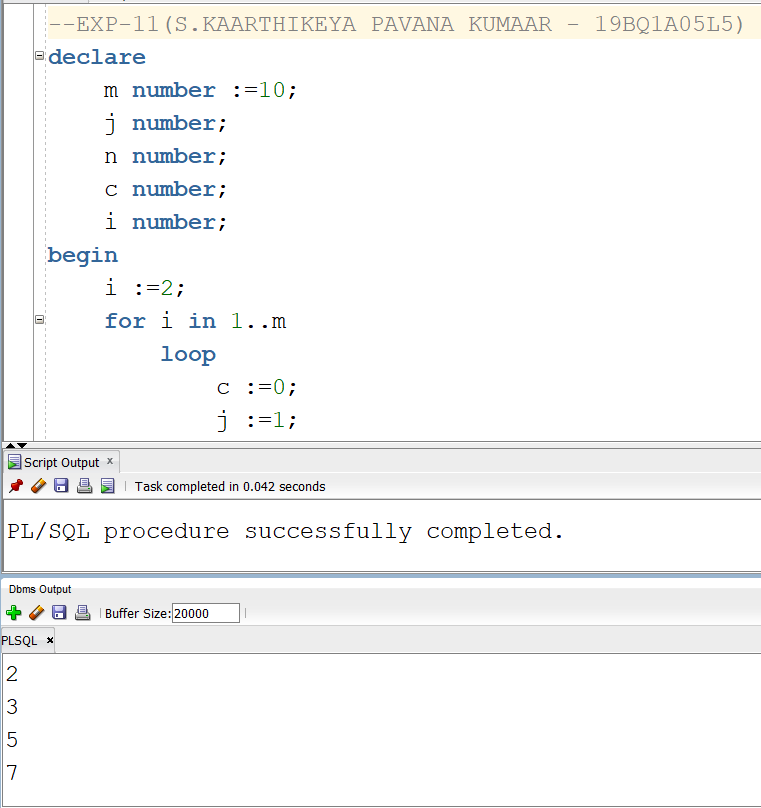 --EXP-11(S.KAARTHIKEYA PAVANA KUMAAR - 19BQ1A05L5)
declare
    m number :=10;
    j number;
    n number;
    c number;
    i number;
begin
    i :=2;
    for i in 1..m
        loop
            c :=0;
            j :=1;
Script Output x
Task completed in 0.042 seconds
PL/SQL procedure successfully completed.
Dbms Output
Buffer Size:20000
PLSQL x
2
3
5
7